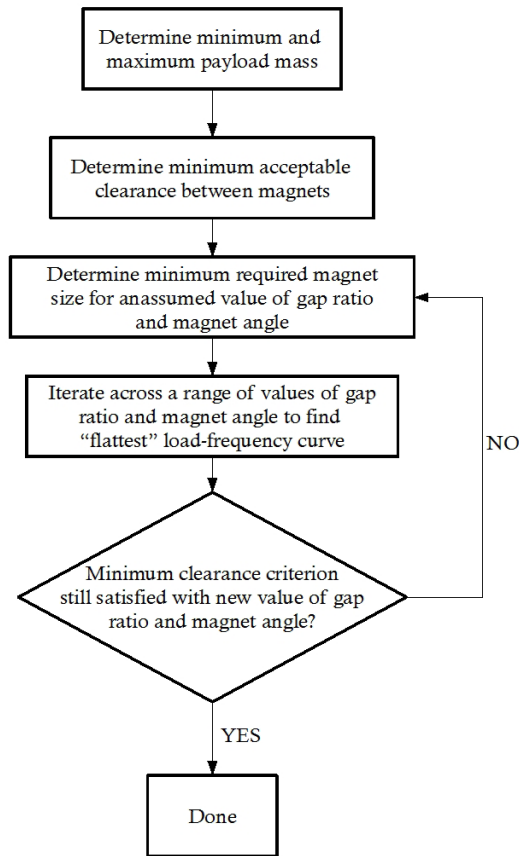 Determine minimum and
maximum payload mass
Determine minimum acceptable
clearance between magnets
Determine minimum required magnet
size for anassumed value of gap ratio
and magnet angle
Iterate across a range of values of gap
ratio and magnet angle to find
“flattest” load-frequency curve
NO
Minimum clearance criterion
still satisfied with new value of gap
ratio and magnet angle?
YES
Done